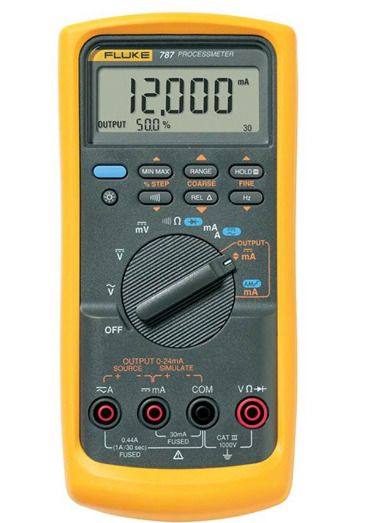 FLUKE 787 PROCESSMETER
12.000 mA
OUTPUT 50.0 % 30
MIN MAX RANGE HOLD
% STEP COARSE FINE
REL Δ Hz
mV Ω mA
A
V OUTPUT
mA
V
mA
OFF
OUTPUT 0-24mA
SOURCE SIMULATE
+ - + -
A mA COM V Ω
0.44A
(1A/30 sec)
FUSED
30mA
FUSED
CAT III
1000V